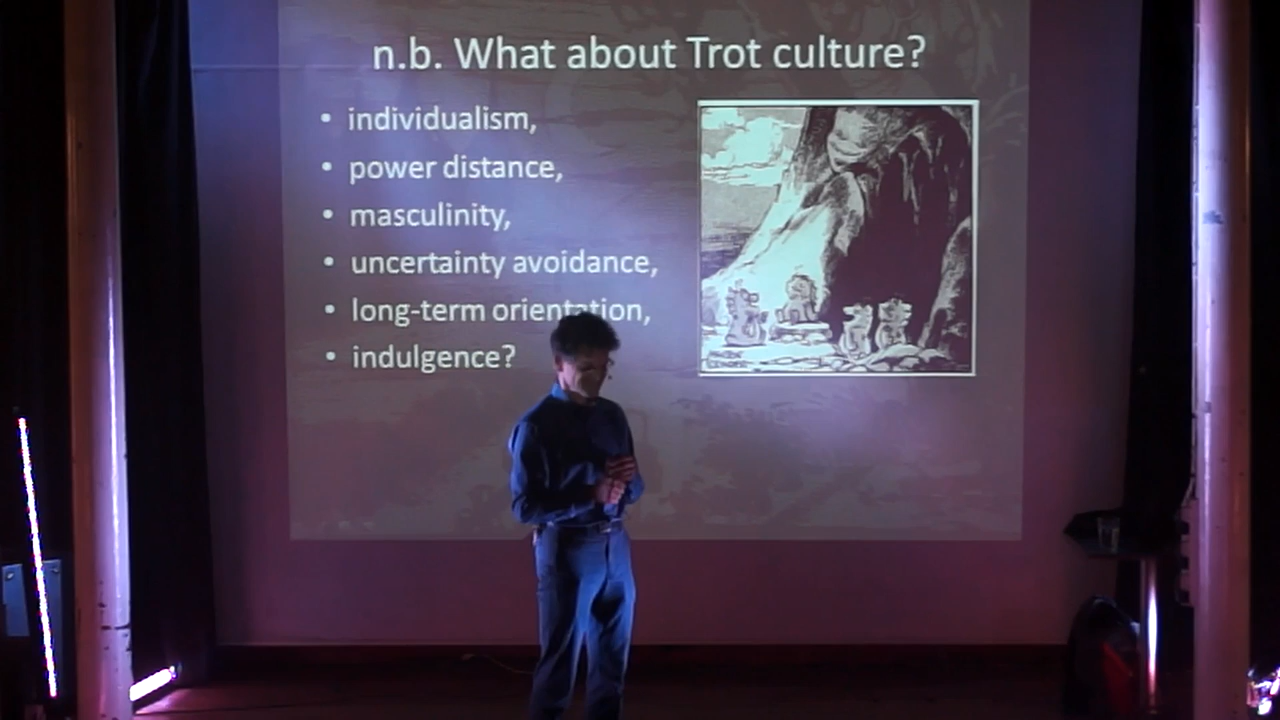 n.b. What about Trot culture?
• individualism,
• power distance,
• masculinity,
• uncertainty avoidance,
• long-term orientation,
• indulgence?